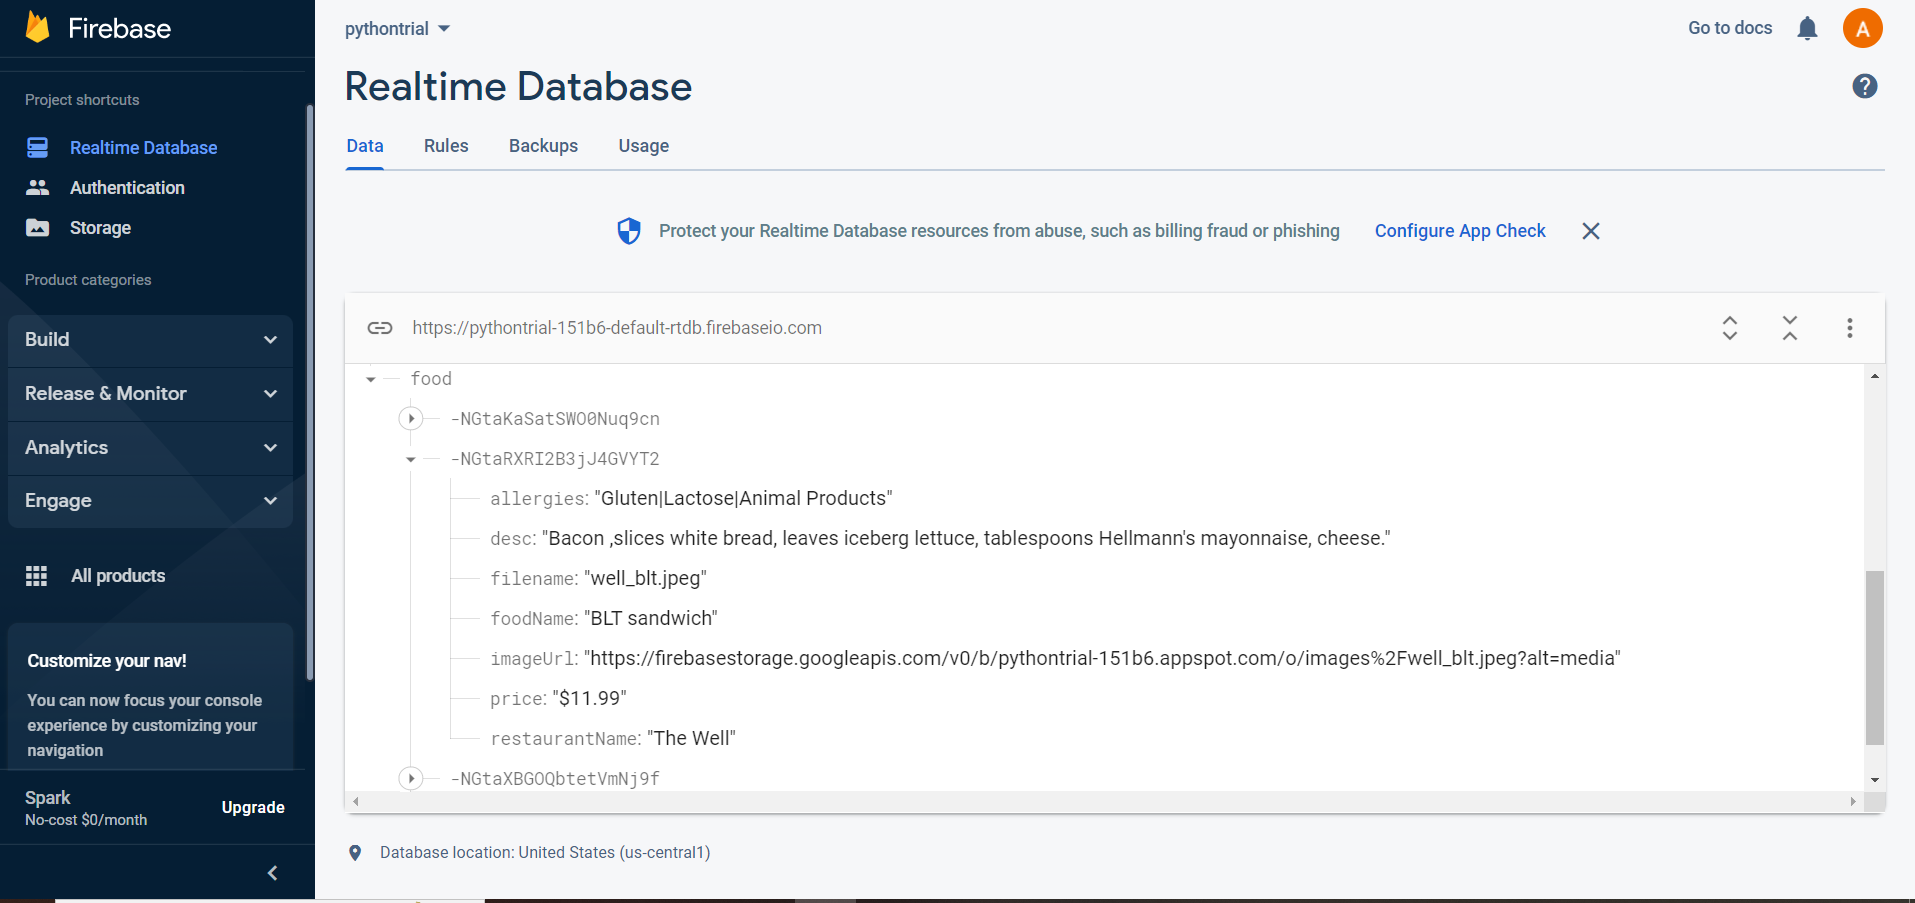 Firebase
Project shortcuts
Realtime Database
Authentication
Storage
Product categories
Build
Release & Monitor
Analytics
Engage
All products
Customize your nav!
You can now focus your console
experience by customizing your
navigation
Spark
No-cost $0/month
Upgrade
pythontrial
Go to docs
A
Realtime Database
?
Data Rules Backups Usage
Protect your Realtime Database resources from abuse, such as billing fraud or phishing Configure App Check
https://pythontrial-151b6-default-rtdb.firebaseio.com
food
-NGtaKaSatSWO0Nuq9cn
-NGtaRXRI2B3jJ4GVYT2
allergies: "Gluten|Lactose|Animal Products"
desc: "Bacon ,slices white bread, leaves iceberg lettuce, tablespoons Hellmann's mayonnaise, cheese."
filename: "well_blt.jpeg"
foodName: "BLT sandwich"
imageUrl: "https://firebasestorage.googleapis.com/v0/b/pythontrial-151b6.appspot.com/o/images%2Fwell_blt.jpeg?alt=media"
price: "$11.99"
restaurantName: "The Well"
-NGtaXBGOQbtetVmNj9f
Database location: United States (us-central1)